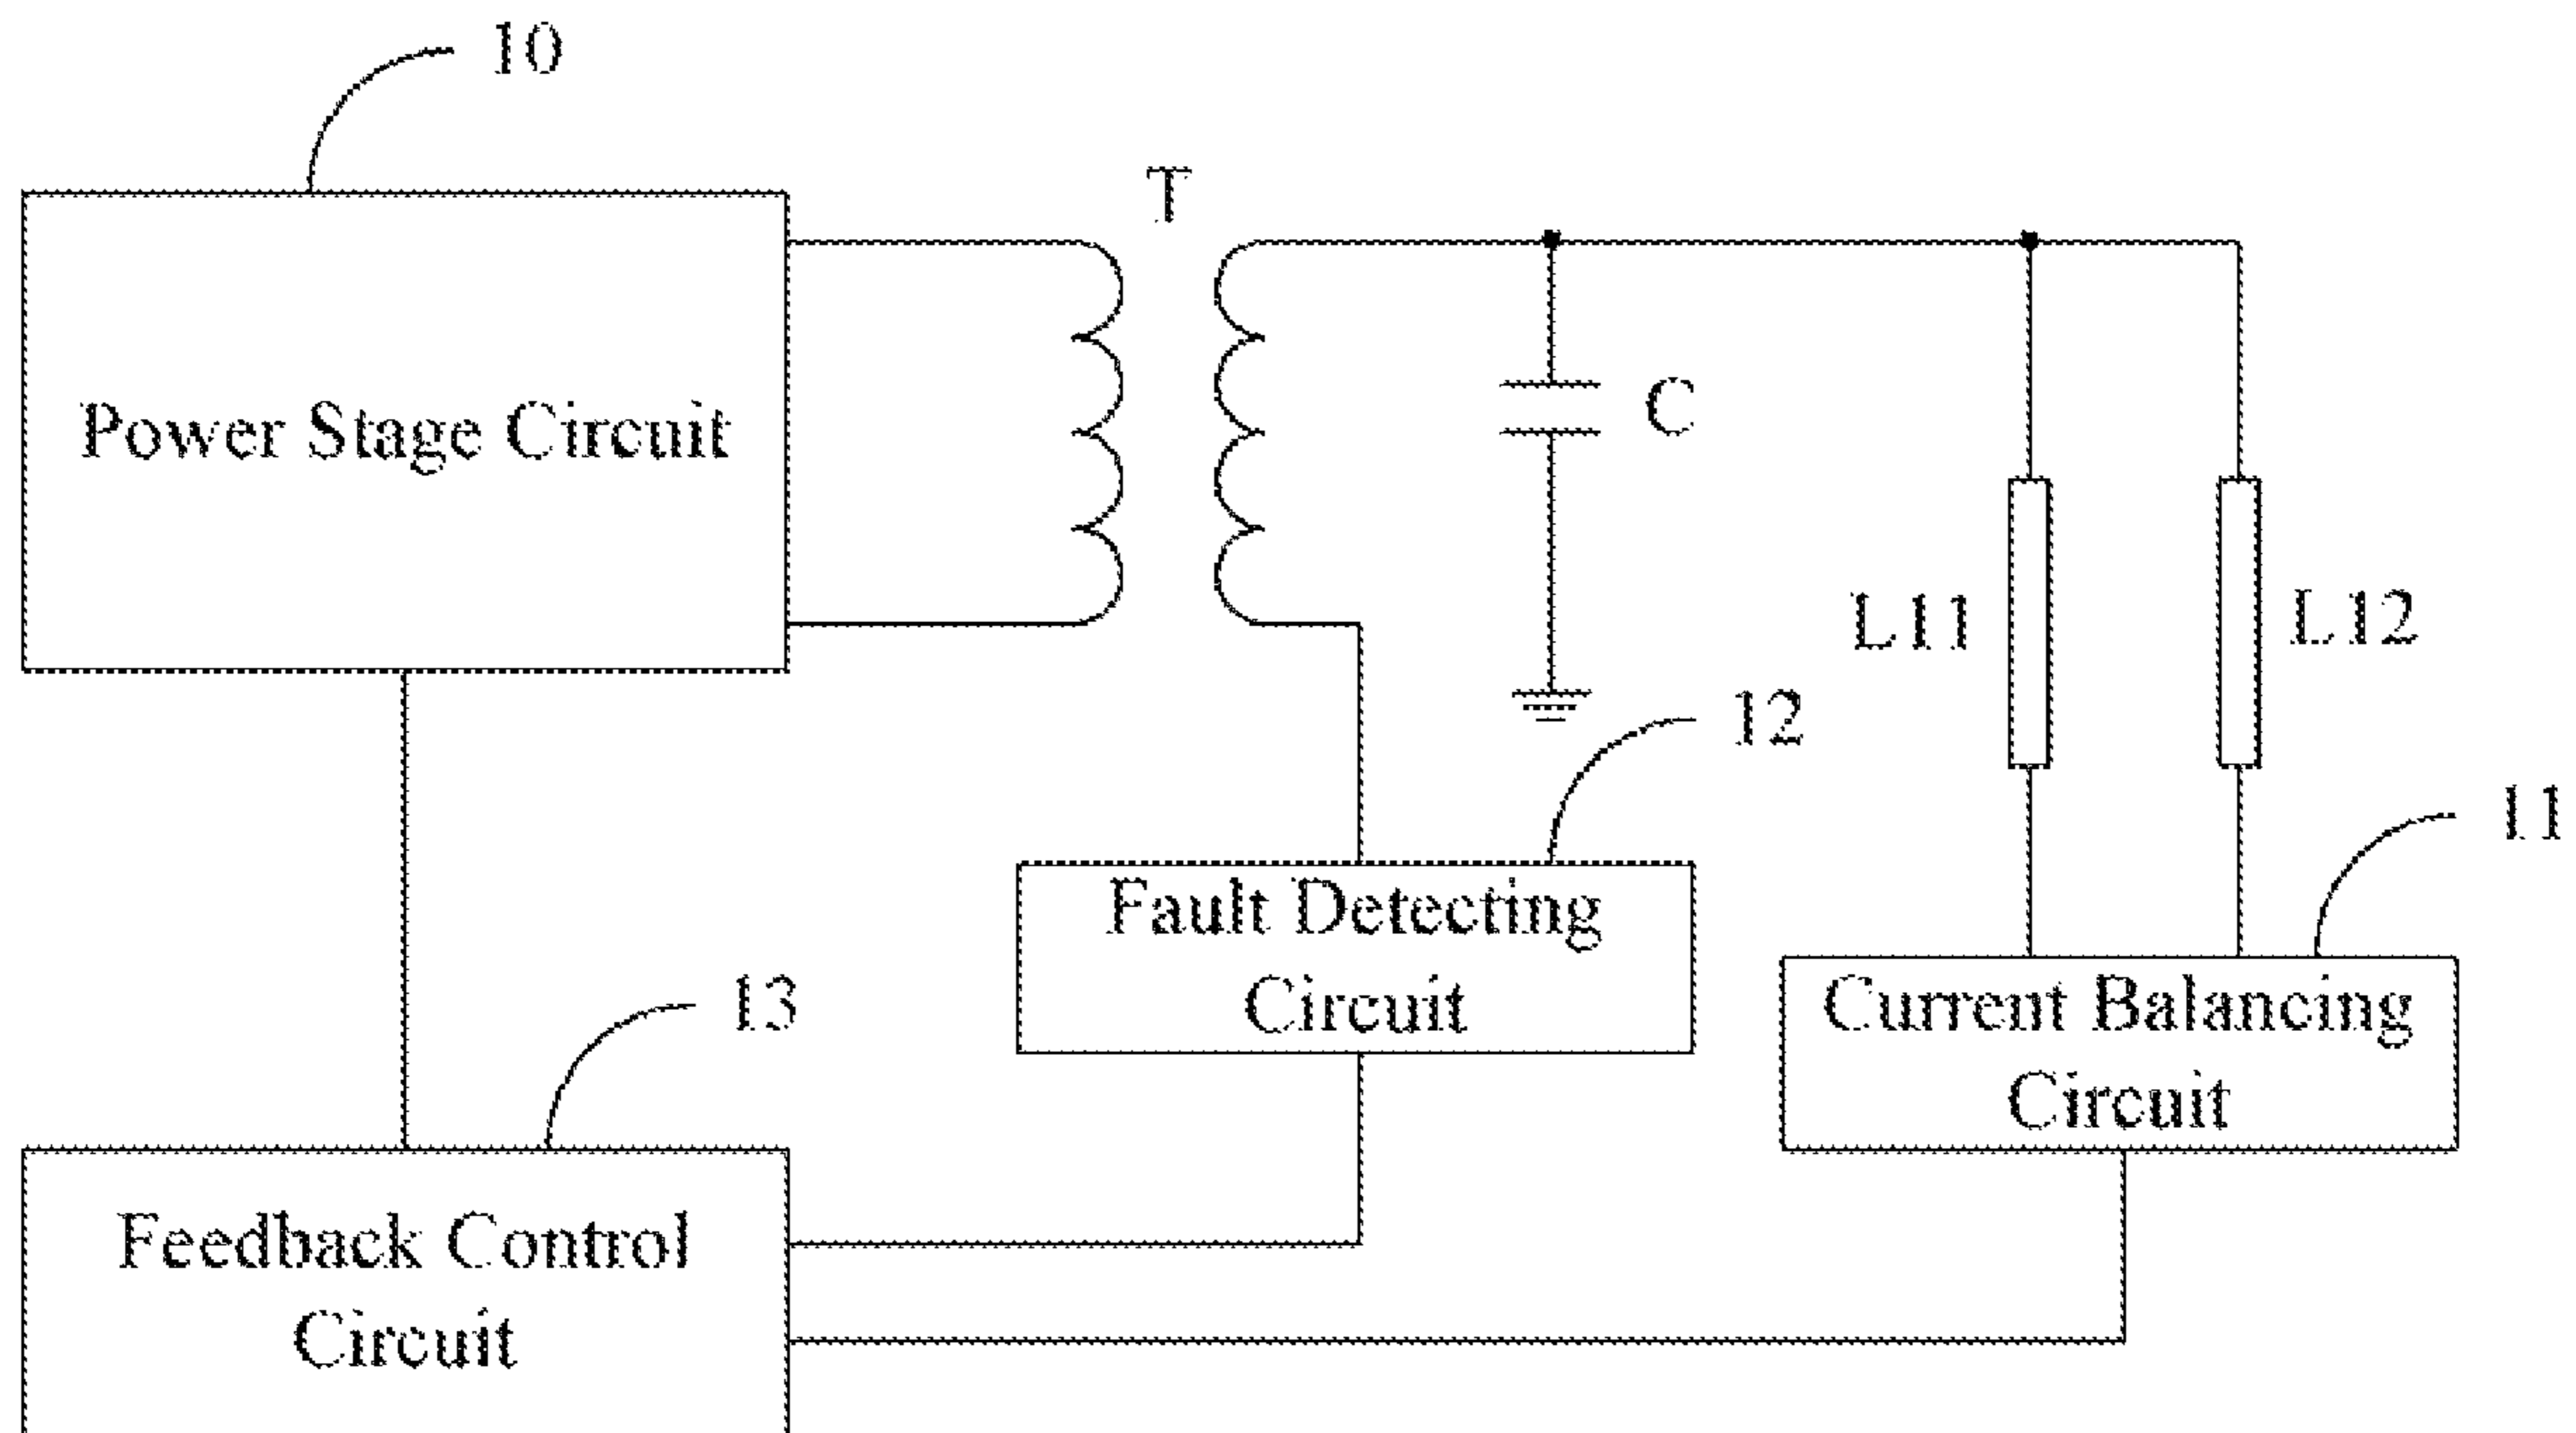 10
T
Power Stage Circuit
C
L11
L12
12
11
Fault Detecting
Circuit
13
Current Balancing
Circuit
Feedback Control
Circuit